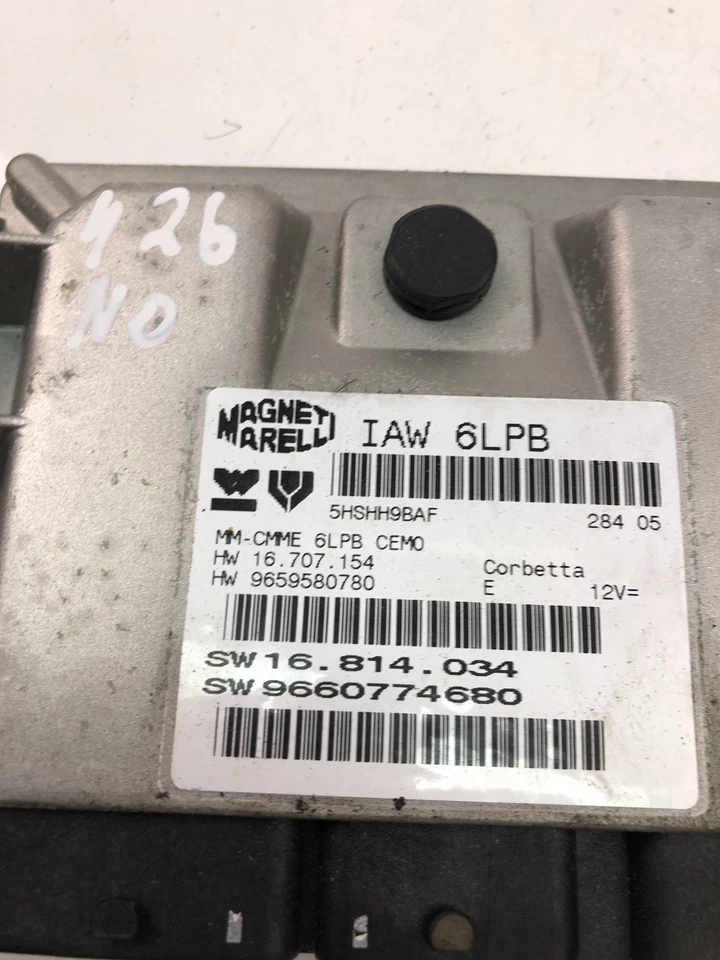 426
NO
MAGNETI
MARELLI
IAW 6LPB
5HSHH9BAF
284 05
MM-CMME 6LPB CEMO
HW 16.707.154
Corbetta
HW 9659580780
E
12V=
SW 16.814.034
SW 9660774680